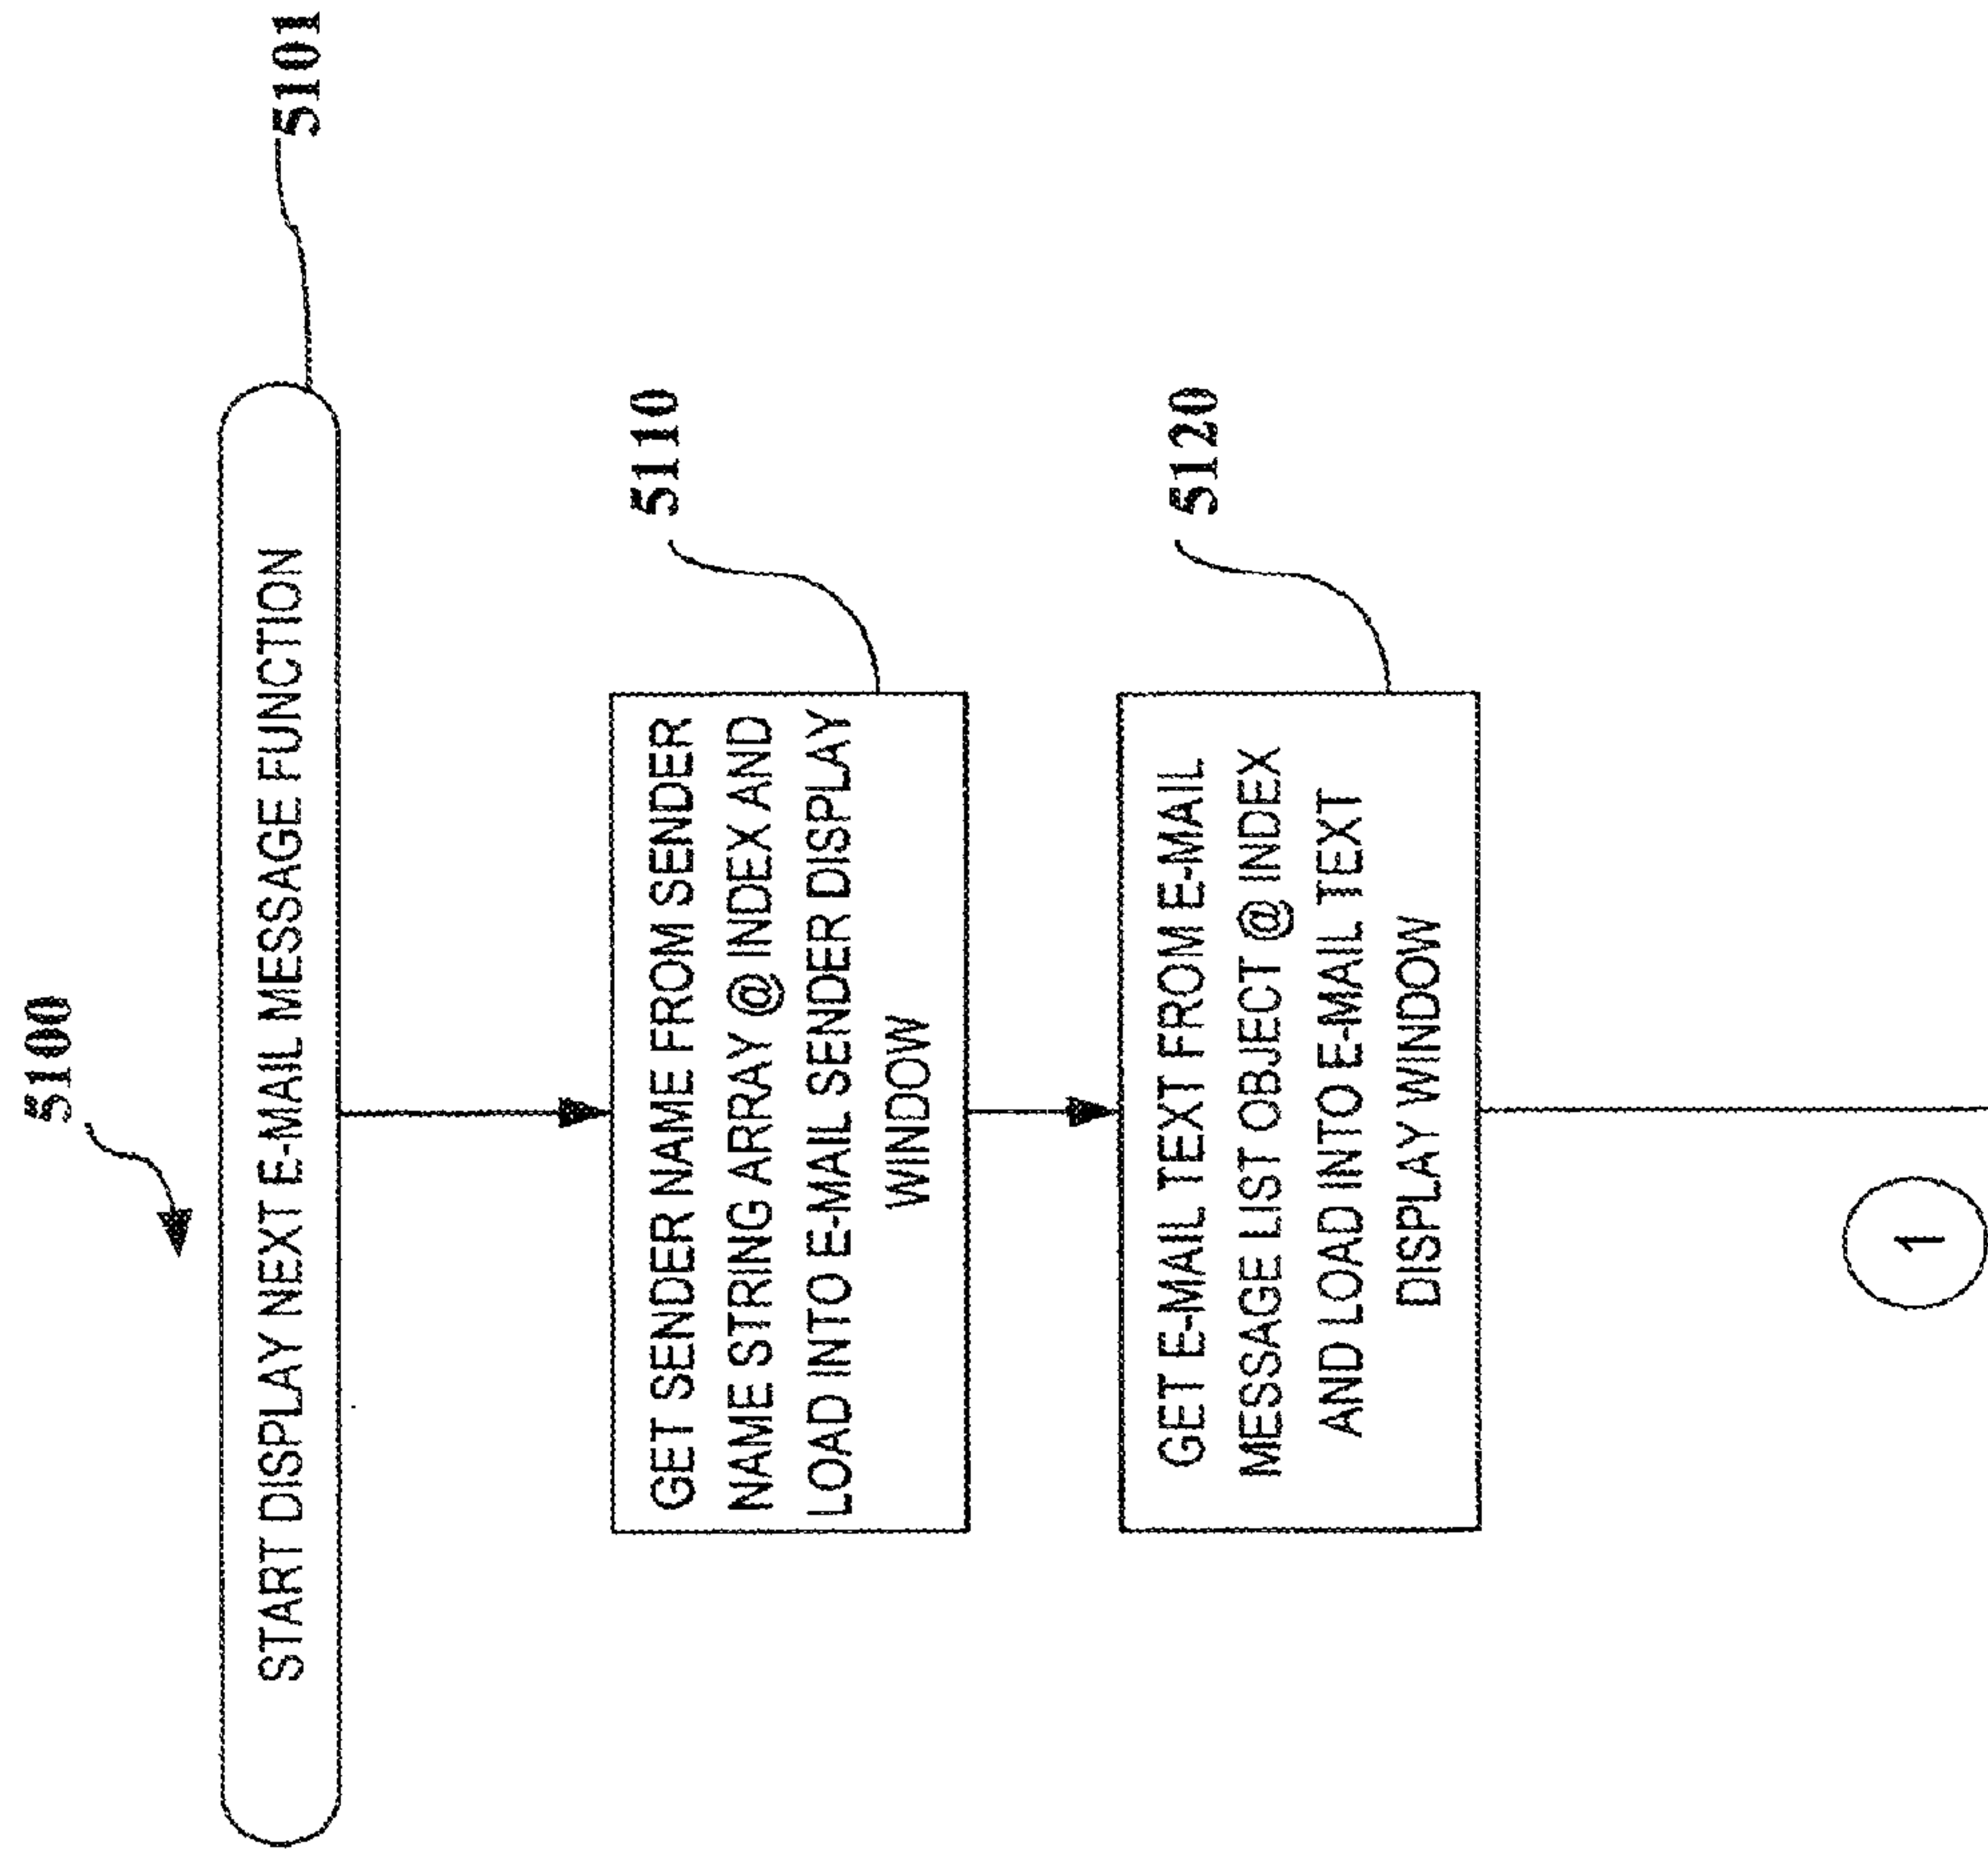 5100
START DISPLAY NEXT E-MAIL MESSAGE FUNCTION
5101
GET SENDER NAME FROM SENDER
NAME STRING ARRAY @ INDEX AND
LOAD INTO E-MAIL SENDER DISPLAY
WINDOW
5110
GET E-MAIL TEXT FROM E-MAIL
MESSAGE LIST OBJECT @ INDEX
AND LOAD INTO E-MAIL TEXT
DISPLAY WINDOW
5120
1